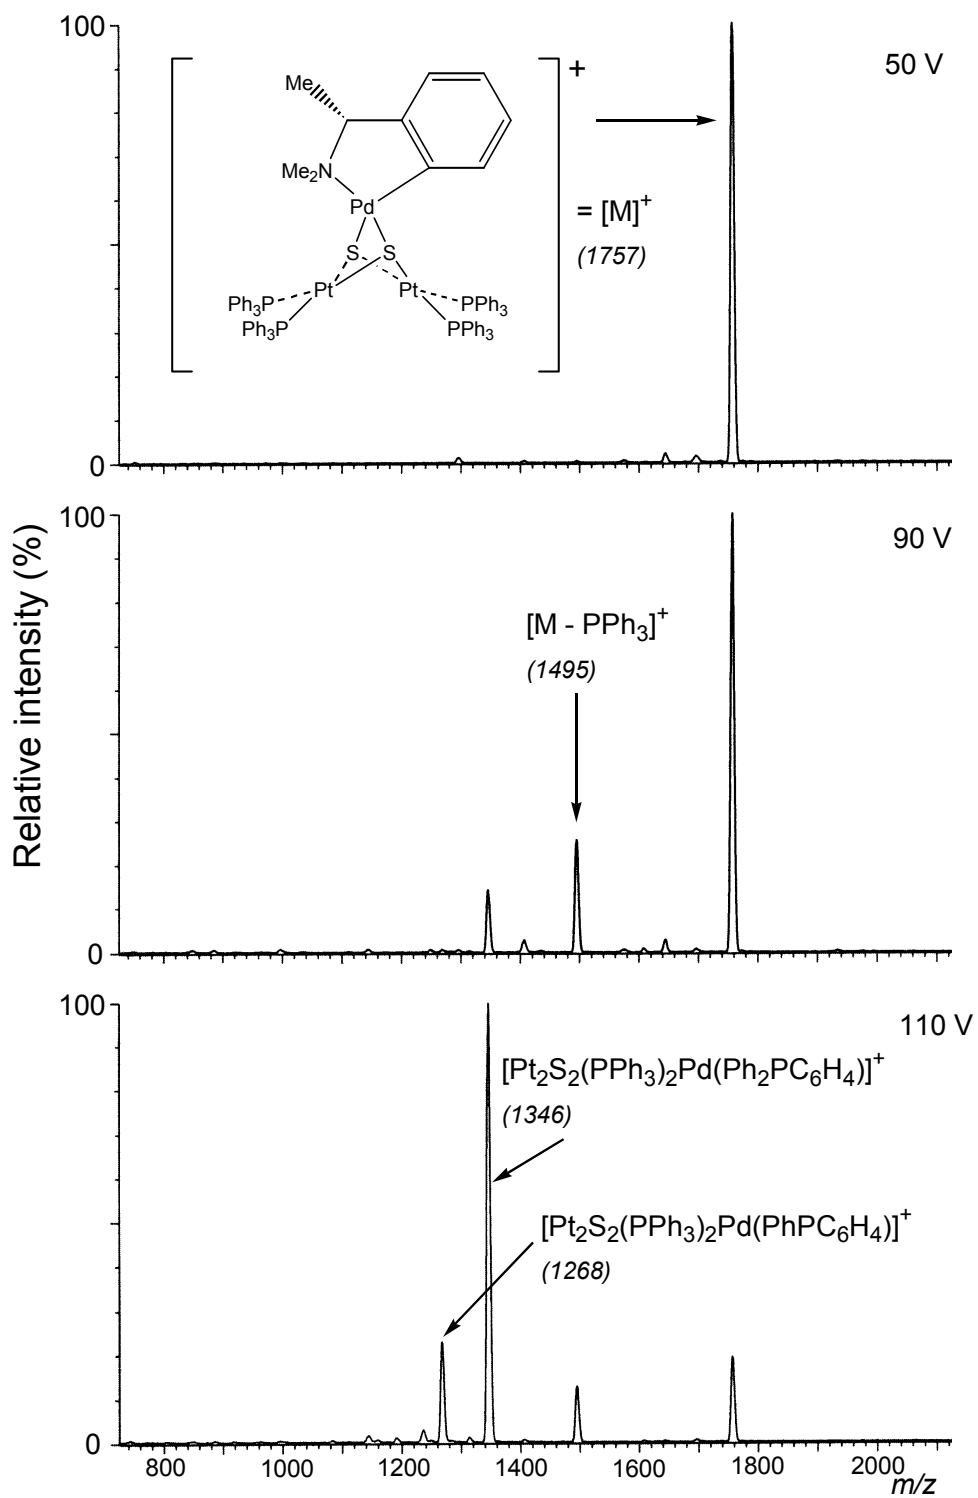 Relative intensity (%)
100
50 V
[
Me
Me₂N
Pd
S S
Pt Pt
Ph₃P PPh₃
Ph₃P PPh₃
]⁺
= [M]⁺
(1757)
0
100
90 V
[M - PPh₃]⁺
(1495)
0
100
110 V
[Pt₂S₂(PPh₃)₂Pd(Ph₂PC₆H₄)]⁺
(1346)
[Pt₂S₂(PPh₃)₂Pd(PhPC₆H₄)]⁺
(1268)
0
800 1000 1200 1400 1600 1800 2000
m/z